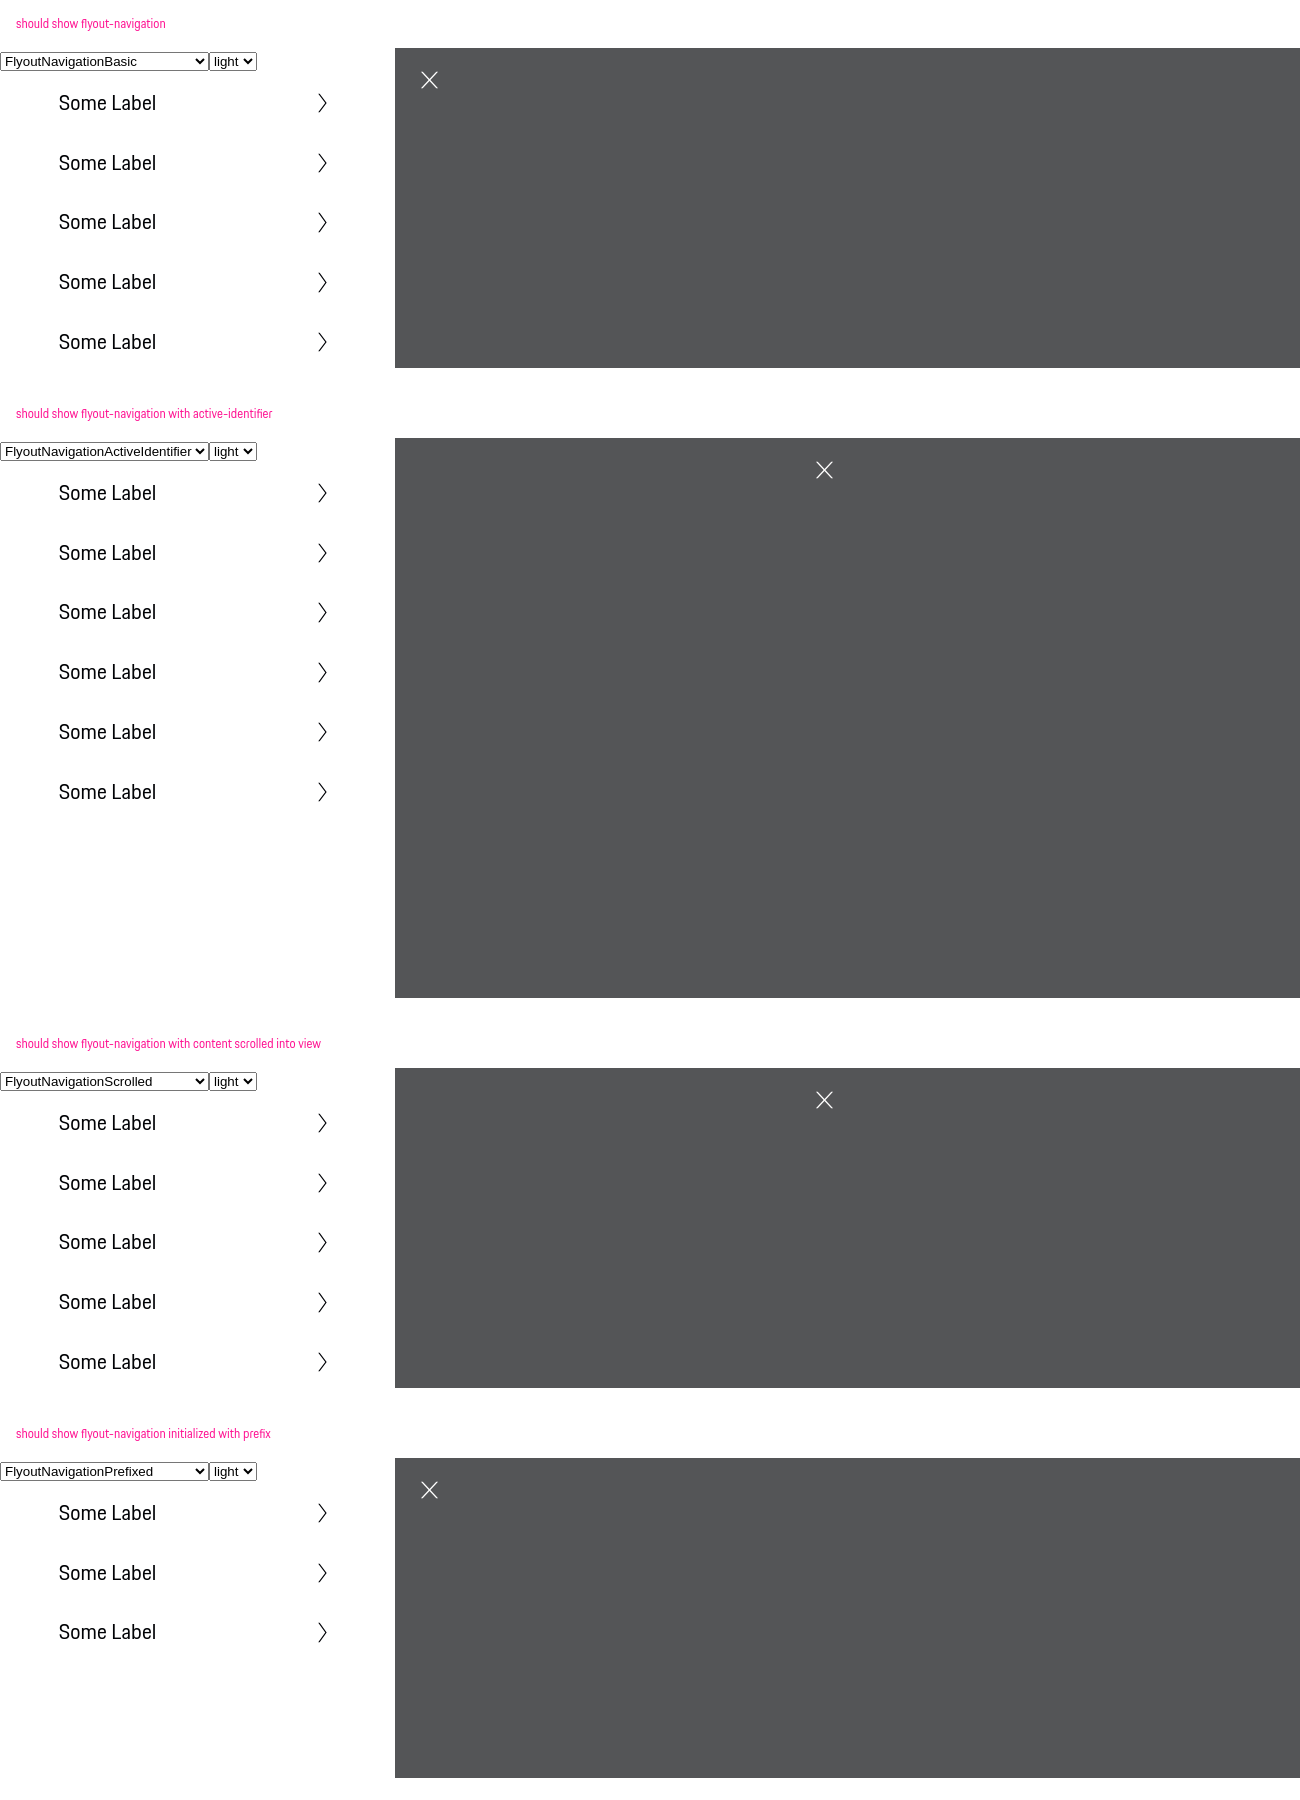 should show flyout-navigation
FlyoutNavigationBasic light
Some Label
Some Label
Some Label
Some Label
Some Label
should show flyout-navigation with active-identifier
FlyoutNavigationActiveIdentifier light
Some Label
Some Label
Some Label
Some Label
Some Label
Some Label
should show flyout-navigation with content scrolled into view
FlyoutNavigationScrolled light
Some Label
Some Label
Some Label
Some Label
Some Label
should show flyout-navigation initialized with prefix
FlyoutNavigationPrefixed light
Some Label
Some Label
Some Label